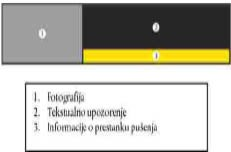 1
2
3
1. Fotografija
2. Tekstualno upozorenje
3. Informacije o prestanku pušenja